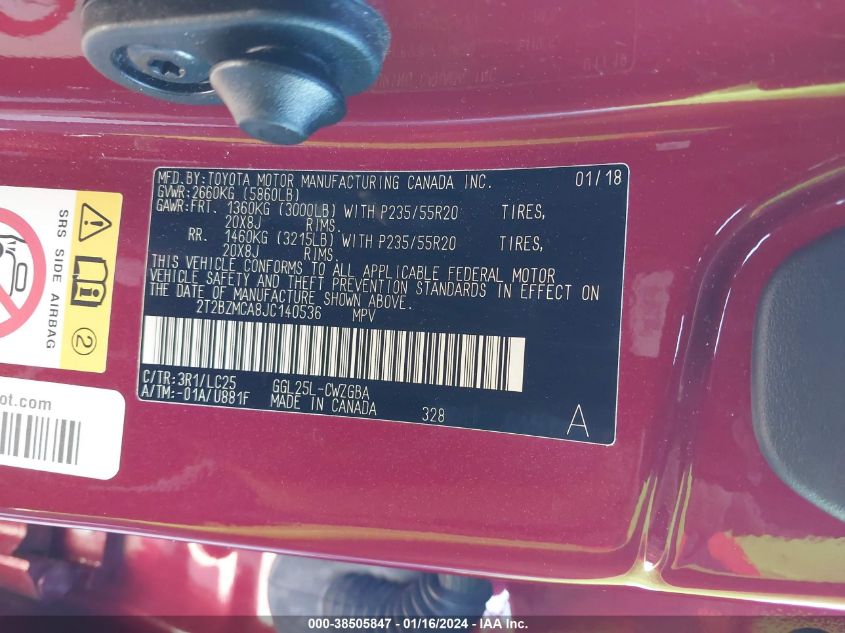 MFD.BY:TOYOTA MOTOR MANUFACTURING CANADA INC. 01/18
GVWR:2660KG (5860LB)
GAWR:FRT. 1360KG (3000LB) WITH P235/55R20 TIRES,
20X8J RIMS.
RR. 1460KG (3215LB) WITH P235/55R20 TIRES,
20X8J RIMS.
THIS VEHICLE CONFORMS TO ALL APPLICABLE FEDERAL MOTOR
VEHICLE SAFETY AND THEFT PREVENTION STANDARDS IN EFFECT ON
THE DATE OF MANUFACTURE SHOWN ABOVE.
2T2BZMCA8JC140536 MPV
C/TR:3R1/LC25 GGL25L-CWZGBA
A/TM:-01A/U881F MADE IN CANADA 328 A
SRS SIDE AIRBAG
2
ot.com
000-38505847 - 01/16/2024 - IAA Inc.